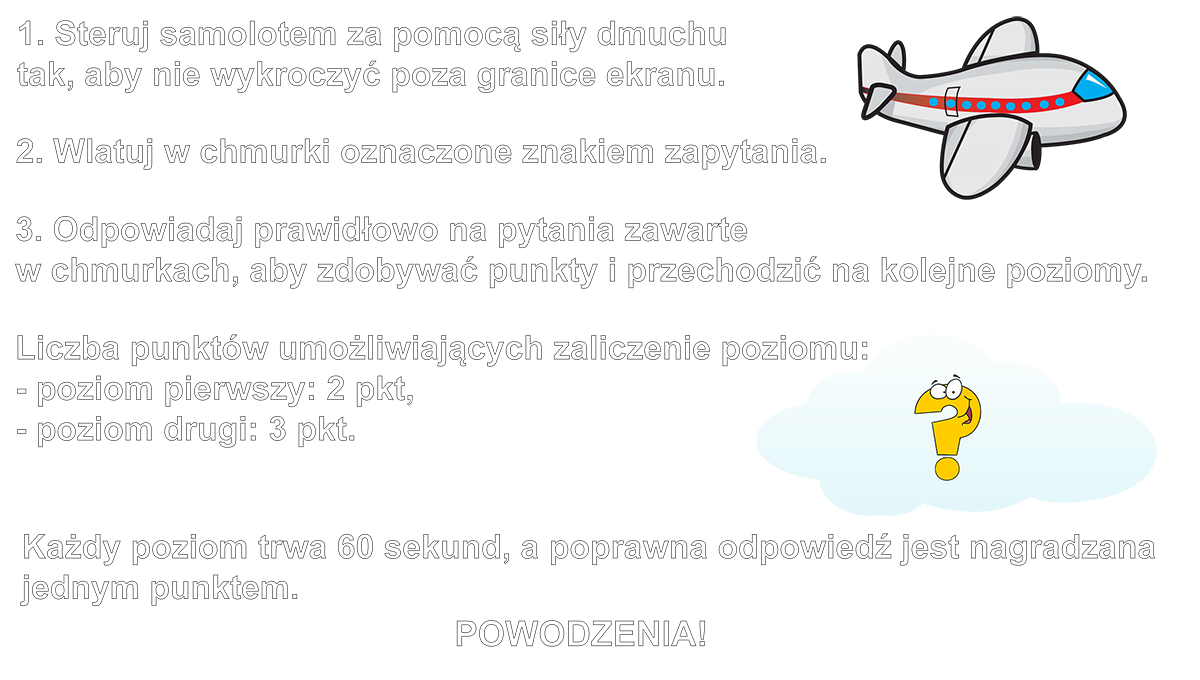 1. Steruj samolotem za pomocą siły dmuchu
tak, aby nie wykroczyć poza granice ekranu.
2. Wlatuj w chmurki oznaczone znakiem zapytania.
3. Odpowiadaj prawidłowo na pytania zawarte
w chmurkach, aby zdobywać punkty i przechodzić na kolejne poziomy.
Liczba punktów umożliwiających zaliczenie poziomu:
- poziom pierwszy: 2 pkt,
- poziom drugi: 3 pkt.
Każdy poziom trwa 60 sekund, a poprawna odpowiedź jest nagradzana
jednym punktem.
POWODZENIA!